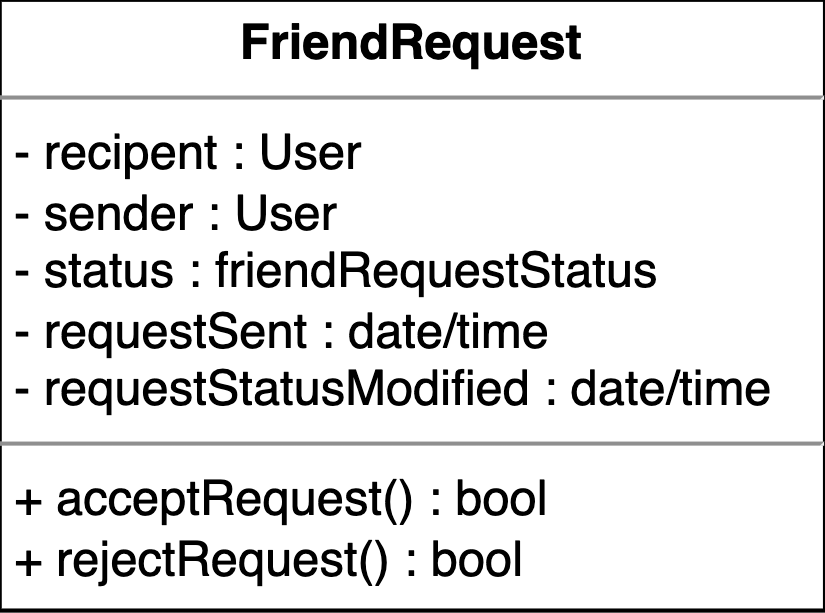 FriendRequest
- recipent : User
- sender : User
- status : friendRequestStatus
- requestSent : date/time
- requestStatusModified : date/time
+ acceptRequest() : bool
+ rejectRequest() : bool